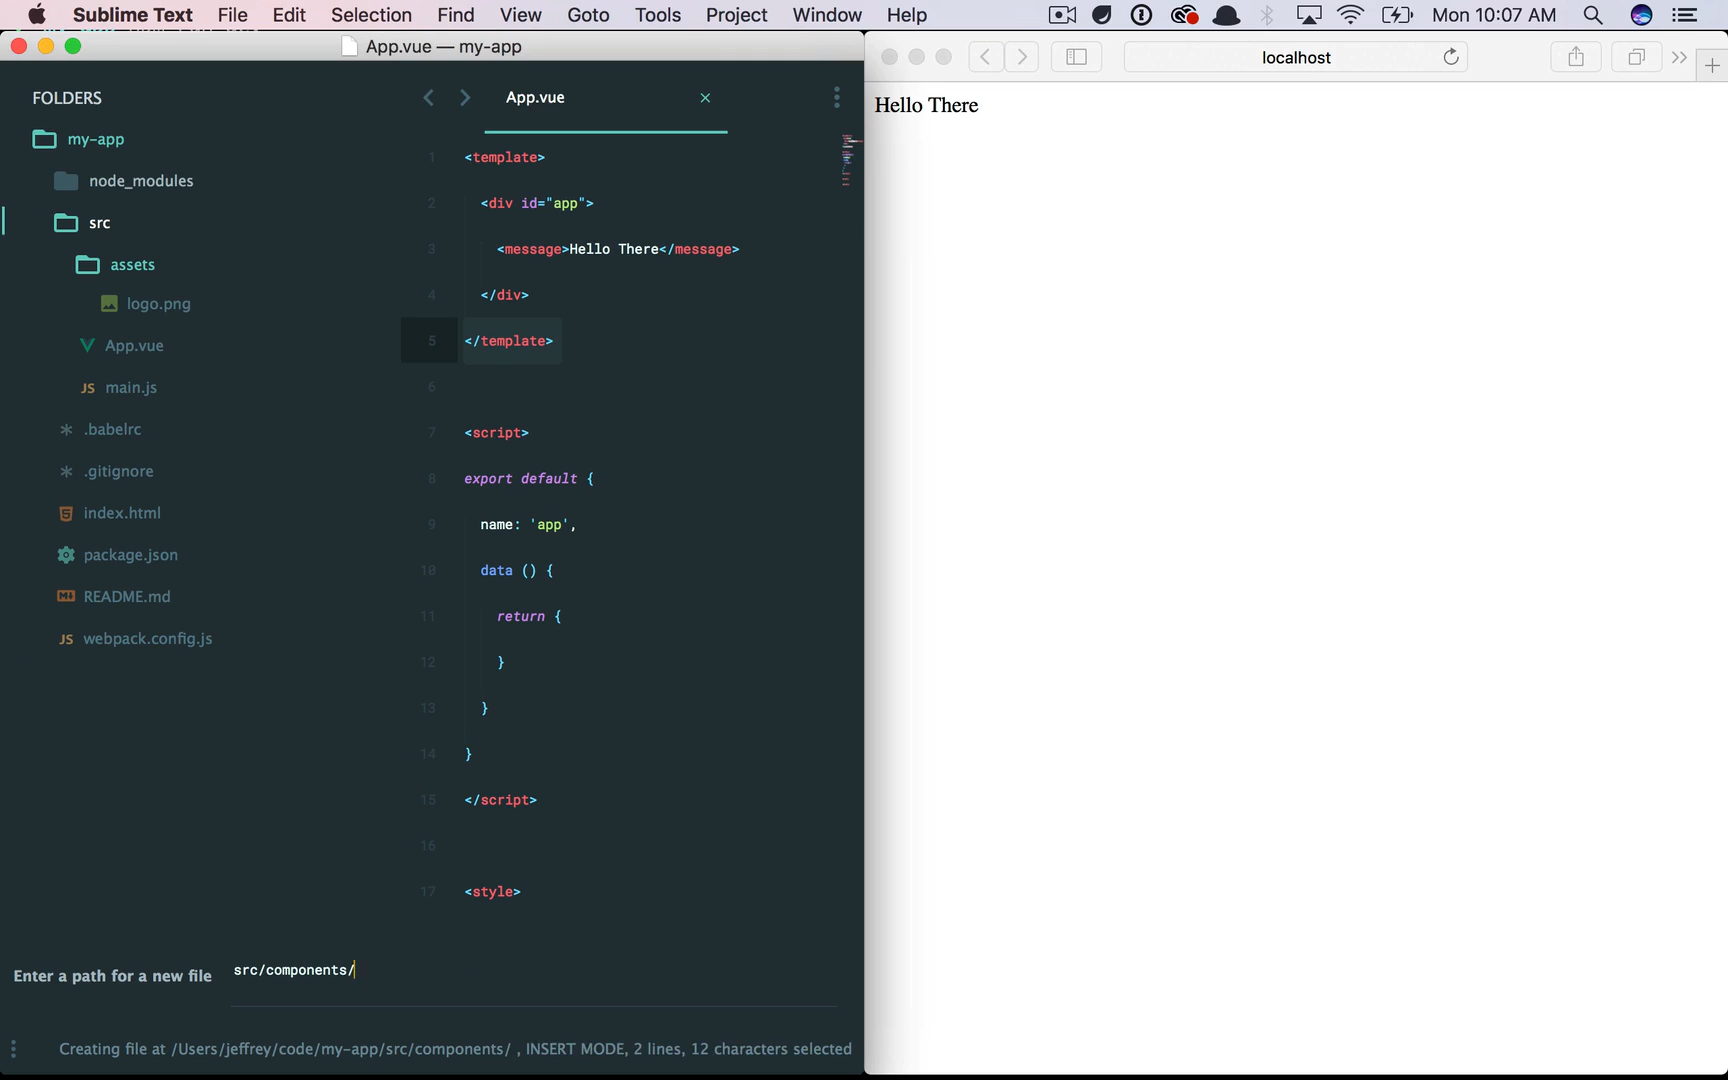 Sublime Text File Edit Selection Find View Goto Tools Project Window Help Mon 10:07 AM
App.vue — my-app
localhost
FOLDERS
my-app
node_modules
src
assets
logo.png
App.vue
JS main.js
.babelrc
.gitignore
index.html
package.json
README.md
JS webpack.config.js
App.vue
1 <template>
2 <div id="app">
3 <message>Hello There</message>
4 </div>
5 </template>
6
7 <script>
8 export default {
9 name: 'app',
10 data () {
11 return {
12 }
13 }
14 }
15 </script>
16
17 <style>
Enter a path for a new file src/components/
Creating file at /Users/jeffrey/code/my-app/src/components/ , INSERT MODE, 2 lines, 12 characters selected
Hello There